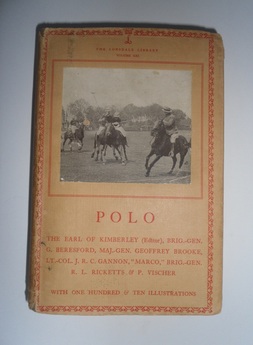 THE LONSDALE LIBRARY
POLO
THE EARL OF KIMBERLEY (Editor), BRIG.-GEN.
G. BERESFORD, MAJ.-GEN. GEOFFREY BROOKE,
LT.-COL. J. B. C. GANNON, "MARCO," BRIG.-GEN.
R. L. RICKETTS & F. TISCHER
WITH ONE HUNDRED & TEN ILLUSTRATIONS